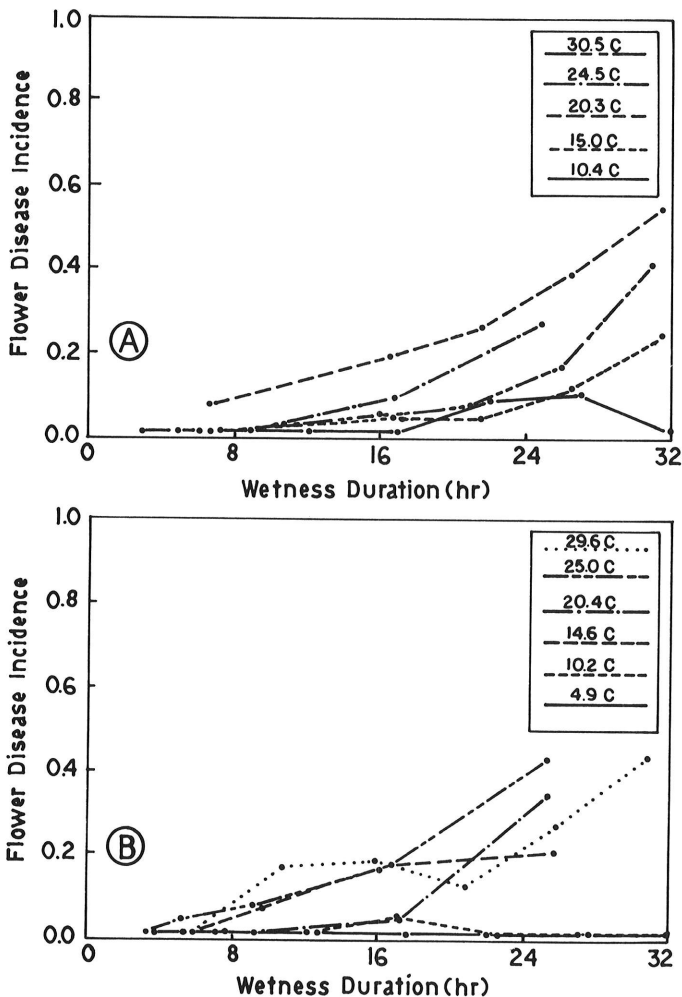 1.0
0.8
0.6
0.4
0.2
0.0
Flower Disease Incidence
A
30.5 C
24.5 C
20.3 C
15.0 C
10.4 C
0 8 16 24 32
Wetness Duration (hr)
1.0
0.8
0.6
0.4
0.2
0.0
Flower Disease Incidence
B
29.6 C
25.0 C
20.4 C
14.6 C
10.2 C
4.9 C
0 8 16 24 32
Wetness Duration (hr)